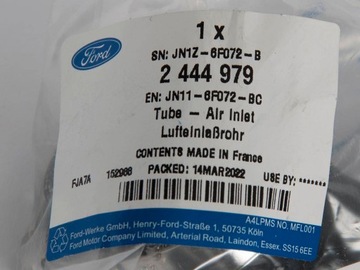 1 x
Ford
SN: JN1Z-6F072-B
2 444 979
EN: JN11-6F072-BC
Tube - Air Inlet
Lufteinlaßrohr
CONTENTS MADE IN France
FJA7A 152988 PACKED: 14MAR2022 USE BY: *******
A4LPMS NO. MFL001
Ford-Werke GmbH, Henry-Ford-Straße 1, 50735 Köln
Ford Motor Company Limited, Arterial Road, Laindon, Essex. SS15 6EE